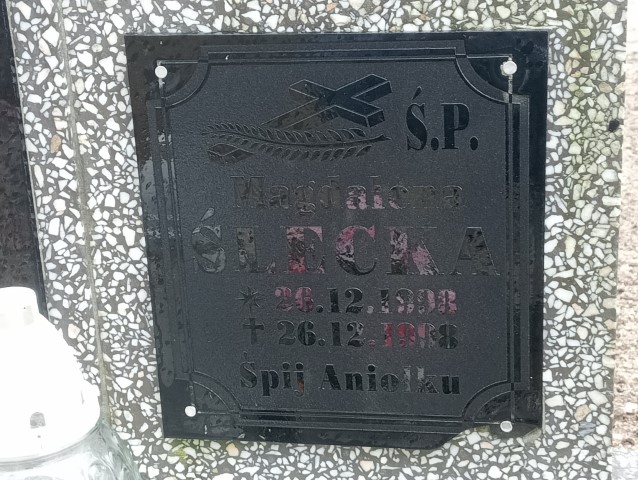 Ś.P.
Magdalena
ŚLECKA
* 26.12.1998
† 26.12.1998
Śpij Aniołku